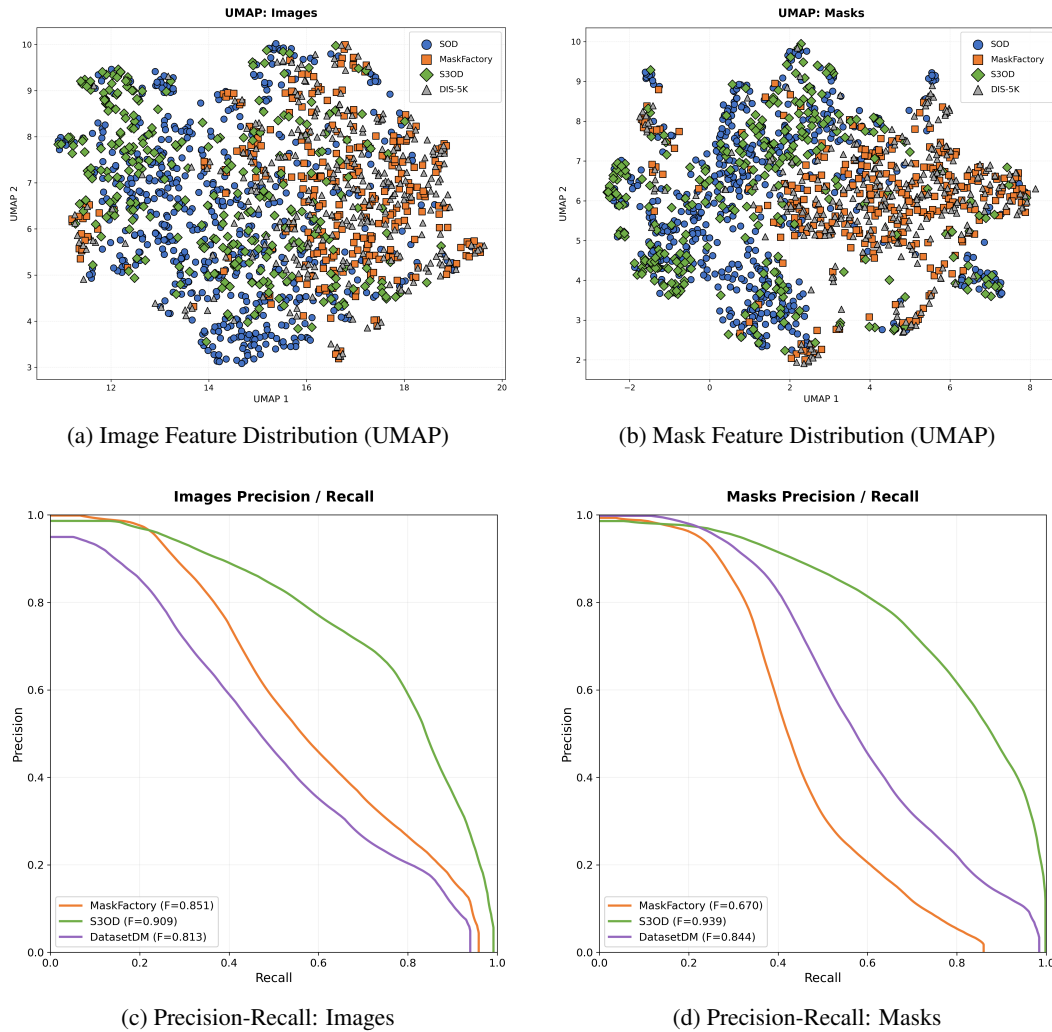 UMAP: Images
10
9
8
7
6
5
4
3
UMAP 2
12
14
16
18
20
UMAP 1
SOD
MaskFactory
S3OD
DIS-5K
(a) Image Feature Distribution (UMAP)
UMAP: Masks
10
9
8
7
6
5
4
3
2
UMAP 2
−2
0
2
4
6
8
UMAP 1
SOD
MaskFactory
S3OD
DIS-5K
(b) Mask Feature Distribution (UMAP)
Images Precision / Recall
1.0
0.8
0.6
0.4
0.2
0.0
Precision
0.0
0.2
0.4
0.6
0.8
1.0
Recall
MaskFactory (F=0.851)
S3OD (F=0.909)
DatasetDM (F=0.813)
(c) Precision-Recall: Images
Masks Precision / Recall
1.0
0.8
0.6
0.4
0.2
0.0
Precision
0.0
0.2
0.4
0.6
0.8
1.0
Recall
MaskFactory (F=0.670)
S3OD (F=0.939)
DatasetDM (F=0.844)
(d) Precision-Recall: Masks